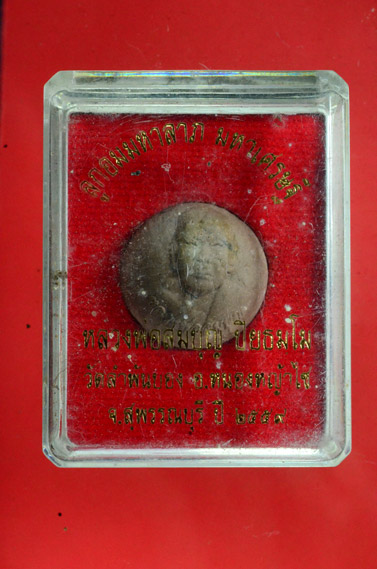 ลูกอมมหาลาภ มหาเศรษฐี
หลวงพ่อสมบุญ ปิยธมฺโม
วัดลำพันบอง อ.หนองหญ้าไซ
จ.สุพรรณบุรี ปี ๒๕๕๙